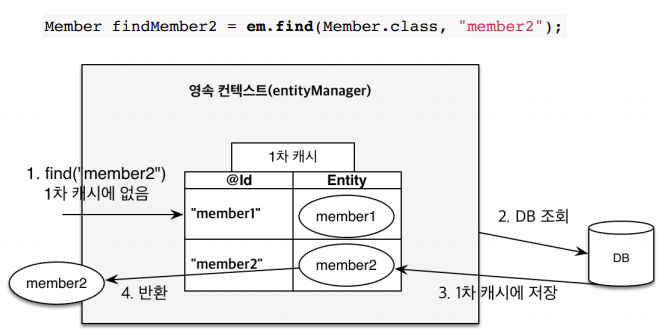 Member findMember2 = em.find(Member.class, "member2");
영속 컨텍스트(entityManager)
1차 캐시
@Id Entity
1. find("member2")
1차 캐시에 없음
"member1" member1
2. DB 조회
DB
"member2" member2
member2
4. 반환
3. 1차 캐시에 저장